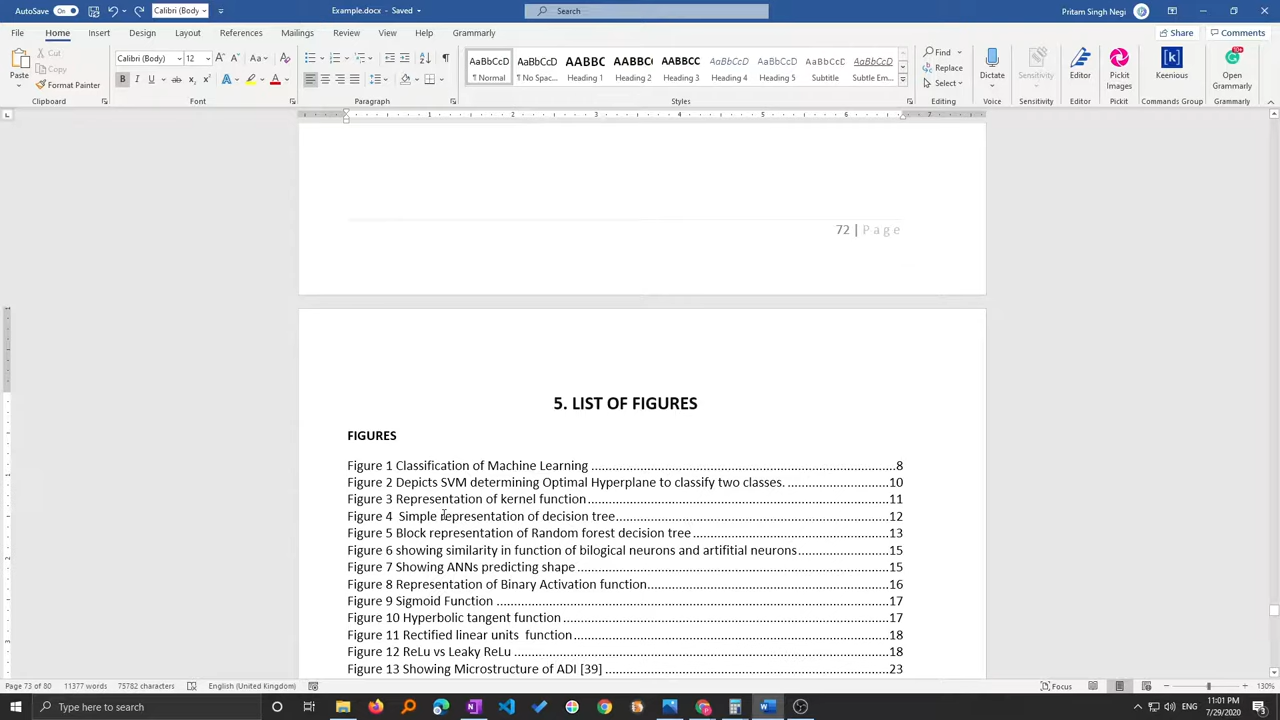 AutoSave On Calibri (Body) Example.docx - Saved Search Pritam Singh Negi
File Home Insert Draw Design Layout References Mailings Review View Help Grammarly Share Comments
Paste Cut Copy Format Painter Clipboard
Calibri (Body) 12 Font
Paragraph
AaBbCcD ¶ Normal
AaBbCcD ¶ No Spac...
AABBC Heading 1
AABBC Heading 2
AABBCC Heading 3
AaBbCcD Heading 4
AaBbCcD Heading 5
AaBbCcD Subtitle
AaBbCcD Subtle Em...
Styles
Find Replace Select Editing
Dictate Voice
Sensitivity Sensitivity
Editor Editor
Pickit Images Pickit
Keenious Commands Group
Open Grammarly Grammarly
1 2 3 4 5 6 7
72 | Page
5. LIST OF FIGURES
FIGURES
Figure 1 Classification of Machine Learning ........ 8
Figure 2 Depicts SVM determining Optimal Hyperplane to classify two classes. ........ 10
Figure 3 Representation of kernel function ........ 11
Figure 4  Simple representation of decision tree ........ 12
Figure 5 Block representation of Random forest decision tree ........ 13
Figure 6 showing similarity in function of bilogical neurons and artifitial neurons ........ 15
Figure 7 Showing ANNs predicting shape ........ 15
Figure 8 Representation of Binary Activation function ........ 16
Figure 9 Sigmoid Function ........ 17
Figure 10 Hyperbolic tangent function ........ 17
Figure 11 Rectified linear units  function ........ 18
Figure 12 ReLu vs Leaky ReLu ........ 18
Figure 13 Showing Microstructure of ADI [39] ........ 23
Page 73 of 80 11377 words 75782 characters English (United Kingdom) Focus 130%
Type here to search ENG 11:01 PM
7/29/2020